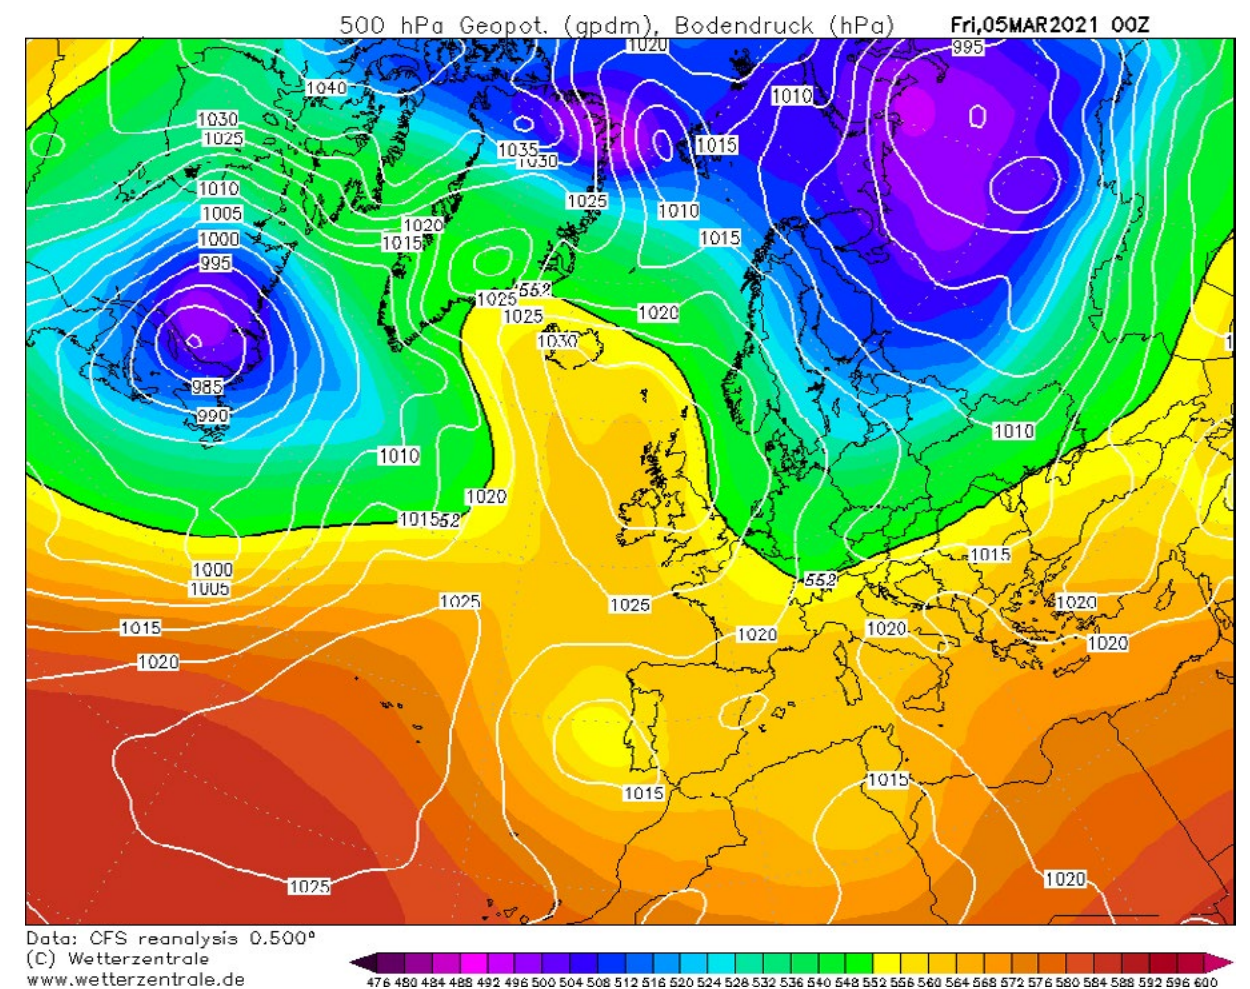 500 hPa Geopot. (gpdm), Bodendruck (hPa) Fri,05MAR2021 00Z
1020 995
1040 1010
1030
1025 1035 1015
1030
1010 1025 1010
1005 1020
1000 1015 1015
995
552
1025
1025 1020
1030
985
990 1010
1010
1020
1015 52
1015
1000 552
1005
1025 1025 1020
1015 1020 1020 1020
1020
1015
1015
1025 1020
Data: CFS reanalysis 0.500°
(C) Wetterzentrale
www.wetterzentrale.de
476 480 484 488 492 496 500 504 508 512 516 520 524 528 532 536 540 548 552 556 560 564 568 572 576 580 584 588 592 596 600